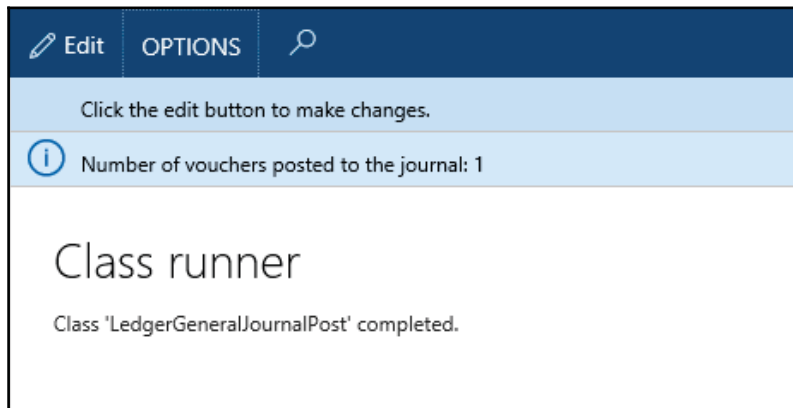 Edit OPTIONS
Click the edit button to make changes.
Number of vouchers posted to the journal: 1
Class runner
Class 'LedgerGeneralJournalPost' completed.